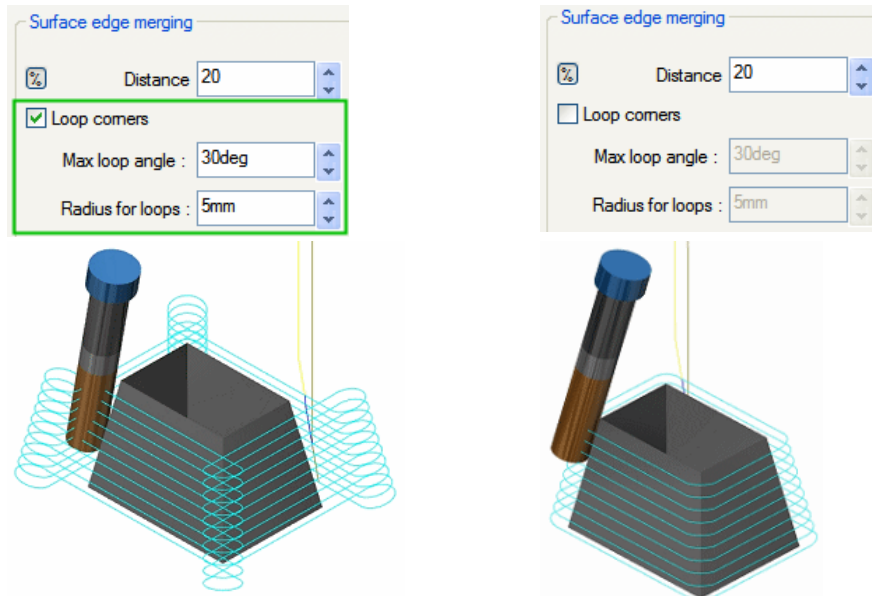 Surface edge merging
% Distance 20
Loop corners
Max loop angle : 30deg
Radius for loops : 5mm
Surface edge merging
% Distance 20
Loop corners
Max loop angle : 30deg
Radius for loops : 5mm